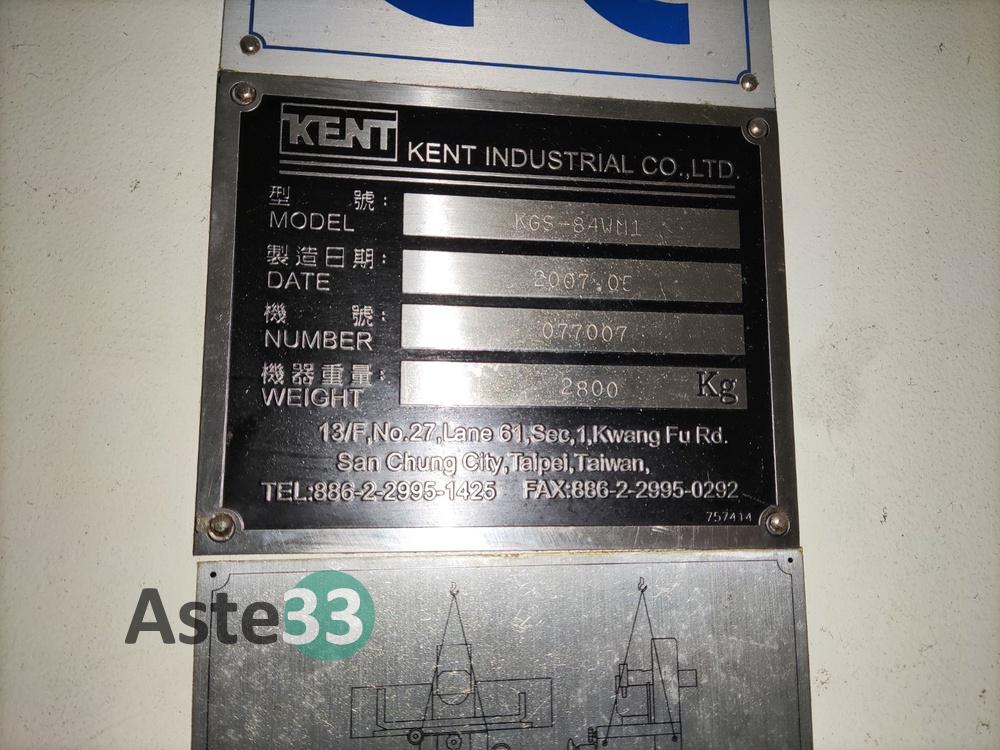 KENT KENT INDUSTRIAL CO.,LTD.
型 號:
MODEL KGS-84WM1
製造日期:
DATE
機 號:
NUMBER 077007
機器重量:
WEIGHT 2800 Kg
13/F,No.27,Lane 61,Sec,1,Kwang Fu Rd.
San Chung City,Taipei,Taiwan,
TEL:886-2-2995-1425 FAX:886-2-2995-0292
757414
Aste33